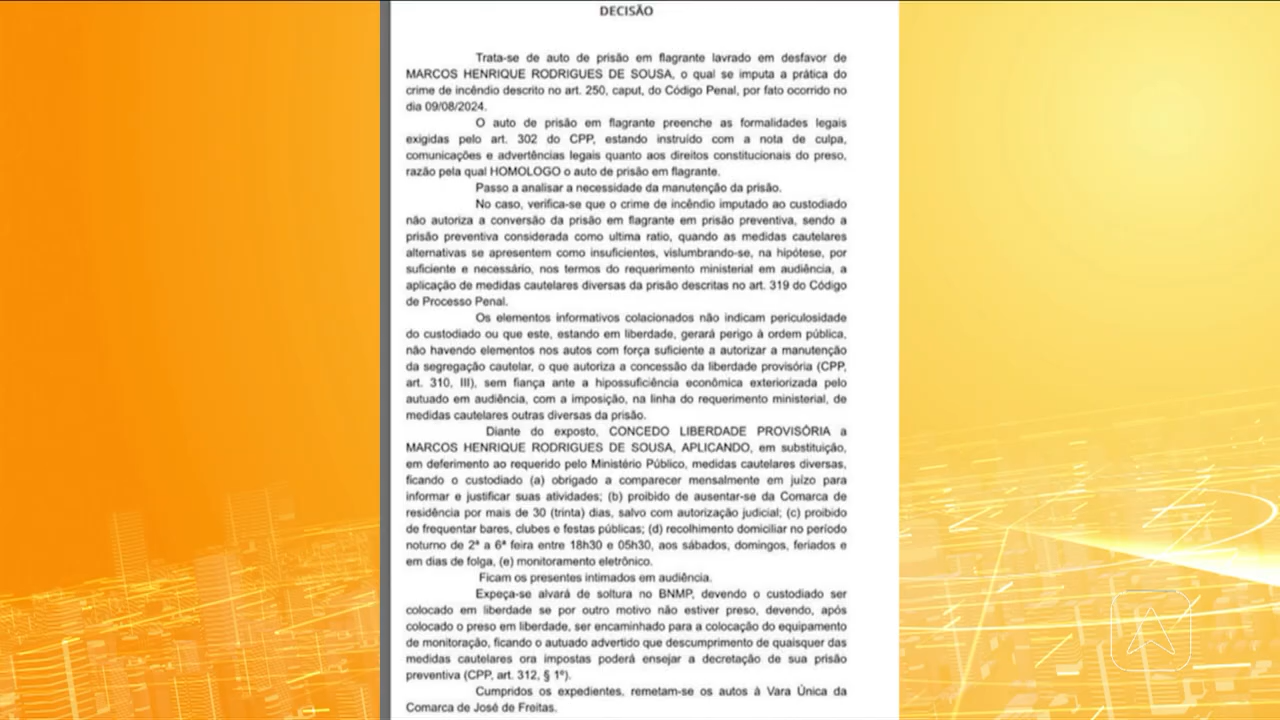 DECISÃO
Trata-se de auto de prisão em flagrante lavrado em desfavor de
MARCOS HENRIQUE RODRIGUES DE SOUSA, o qual se imputa a prática do
crime de incêndio descrito no art. 250, caput, do Código Penal, por fato ocorrido no
dia 09/08/2024.
O auto de prisão em flagrante preenche as formalidades legais
exigidas pelo art. 302 do CPP, estando instruído com a nota de culpa,
comunicações e advertências legais quanto aos direitos constitucionais do preso,
razão pela qual HOMOLOGO o auto de prisão em flagrante.
Passo a analisar a necessidade da manutenção da prisão.
No caso, verifica-se que o crime de incêndio imputado ao custodiado
não autoriza a conversão da prisão em flagrante em prisão preventiva, sendo a
prisão preventiva considerada como ultima ratio, quando as medidas cautelares
alternativas se apresentem como insuficientes, vislumbrando-se, na hipótese, por
suficiente e necessário, nos termos do requerimento ministerial em audiência, a
aplicação de medidas cautelares diversas da prisão descritas no art. 319 do Código
de Processo Penal.
Os elementos informativos colacionados não indicam periculosidade
do custodiado ou que este, estando em liberdade, gerará perigo à ordem pública,
não havendo elementos nos autos com força suficiente a autorizar a manutenção
da segregação cautelar, o que autoriza a concessão da liberdade provisória (CPP,
art. 310, III), sem fiança ante a hipossuficiência econômica exteriorizada pelo
autuado em audiência, com a imposição, na linha do requerimento ministerial, de
medidas cautelares outras diversas da prisão.
Diante do exposto, CONCEDO LIBERDADE PROVISÓRIA a
MARCOS HENRIQUE RODRIGUES DE SOUSA, APLICANDO, em substituição,
em deferimento ao requerido pelo Ministério Público, medidas cautelares diversas,
ficando o custodiado (a) obrigado a comparecer mensalmente em juízo para
informar e justificar suas atividades; (b) proibido de ausentar-se da Comarca de
residência por mais de 30 (trinta) dias, salvo com autorização judicial; (c) proibido
de frequentar bares, clubes e festas públicas; (d) recolhimento domiciliar no período
noturno de 2ª a 6ª feira entre 18h30 e 05h30, aos sábados, domingos, feriados e
em dias de folga, (e) monitoramento eletrônico.
Ficam os presentes intimados em audiência.
Expeça-se alvará de soltura no BNMP, devendo o custodiado ser
colocado em liberdade se por outro motivo não estiver preso, devendo, após
colocado o preso em liberdade, ser encaminhado para a colocação do equipamento
de monitoração, ficando o autuado advertido que descumprimento de quaisquer das
medidas cautelares ora impostas poderá ensejar a decretação de sua prisão
preventiva (CPP, art. 312, § 1º).
Cumpridos os expedientes, remetam-se os autos à Vara Única da
Comarca de José de Freitas.